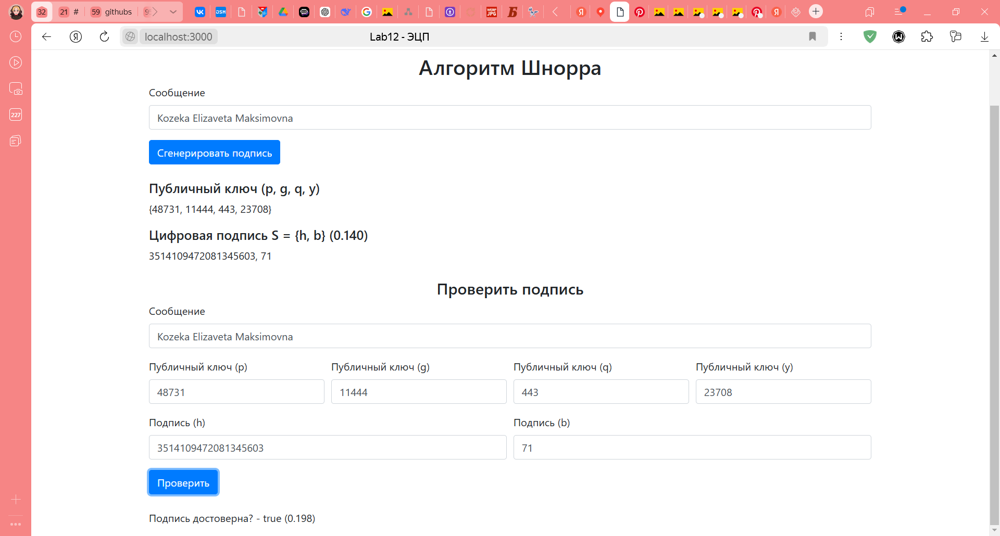 32 21 # 59 githubs
DSM
WEBP JPG Б Я Я
Я localhost:3000 Lab12 - ЭЦП
227
Алгоритм Шнорра
Сообщение
Kozeka Elizaveta Maksimovna
Сгенерировать подпись
Публичный ключ (p, g, q, y)
{48731, 11444, 443, 23708}
Цифровая подпись S = {h, b} (0.140)
3514109472081345603, 71
Проверить подпись
Сообщение
Kozeka Elizaveta Maksimovna
Публичный ключ (p) Публичный ключ (g) Публичный ключ (q) Публичный ключ (y)
48731 11444 443 23708
Подпись (h) Подпись (b)
3514109472081345603 71
Проверить
Подпись достоверна? - true (0.198)